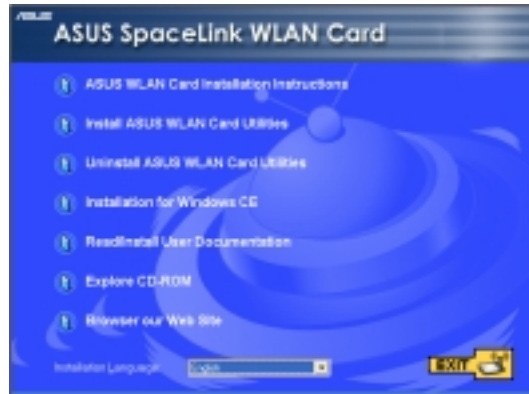 ASUS
ASUS SpaceLink WLAN Card
ASUS WLAN Card Installation Instructions
Install ASUS WLAN Card Utilities
Uninstall ASUS WLAN Card Utilities
Installation for Windows CE
Read/Install User Documentation
Explore CD-ROM
Browser our Web Site
Installation Language:
English
EXIT